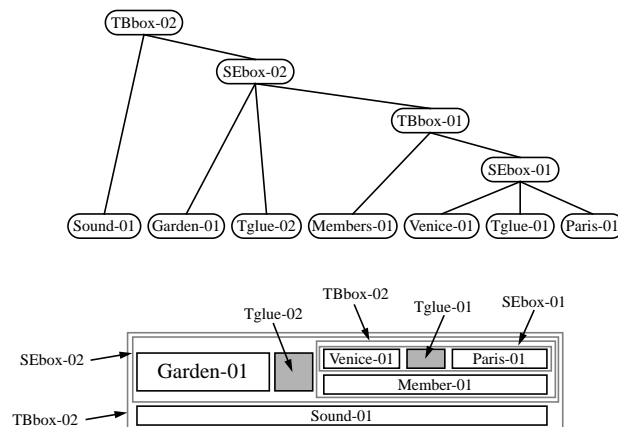 TBbox-02
SEbox-02
TBbox-01
SEbox-01
Sound-01 Garden-01 Tglue-02 Members-01 Venice-01 Tglue-01 Paris-01
TBbox-02 Tglue-01 SEbox-01
Tglue-02
SEbox-02
Garden-01
Venice-01 Paris-01
Member-01
TBbox-02
Sound-01